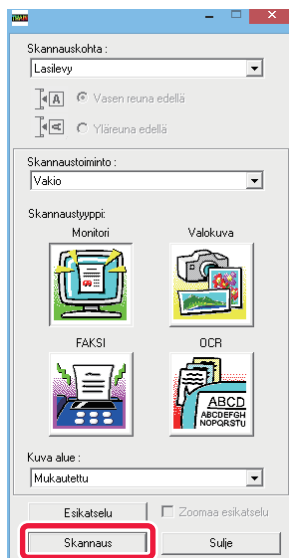 Skannauskohta :
Lasilevy
A Vasen reuna edellä
A Yläreuna edellä
Skannaustoiminto :
Vakio
Skannaustyyppi:
Monitori Valokuva
FAKSI OCR
ABCD
ABCDEFGH
NOPQRSTU
Kuva alue :
Mukautettu
Esikatselu Zoomaa esikatselu
Skannaus Sulje